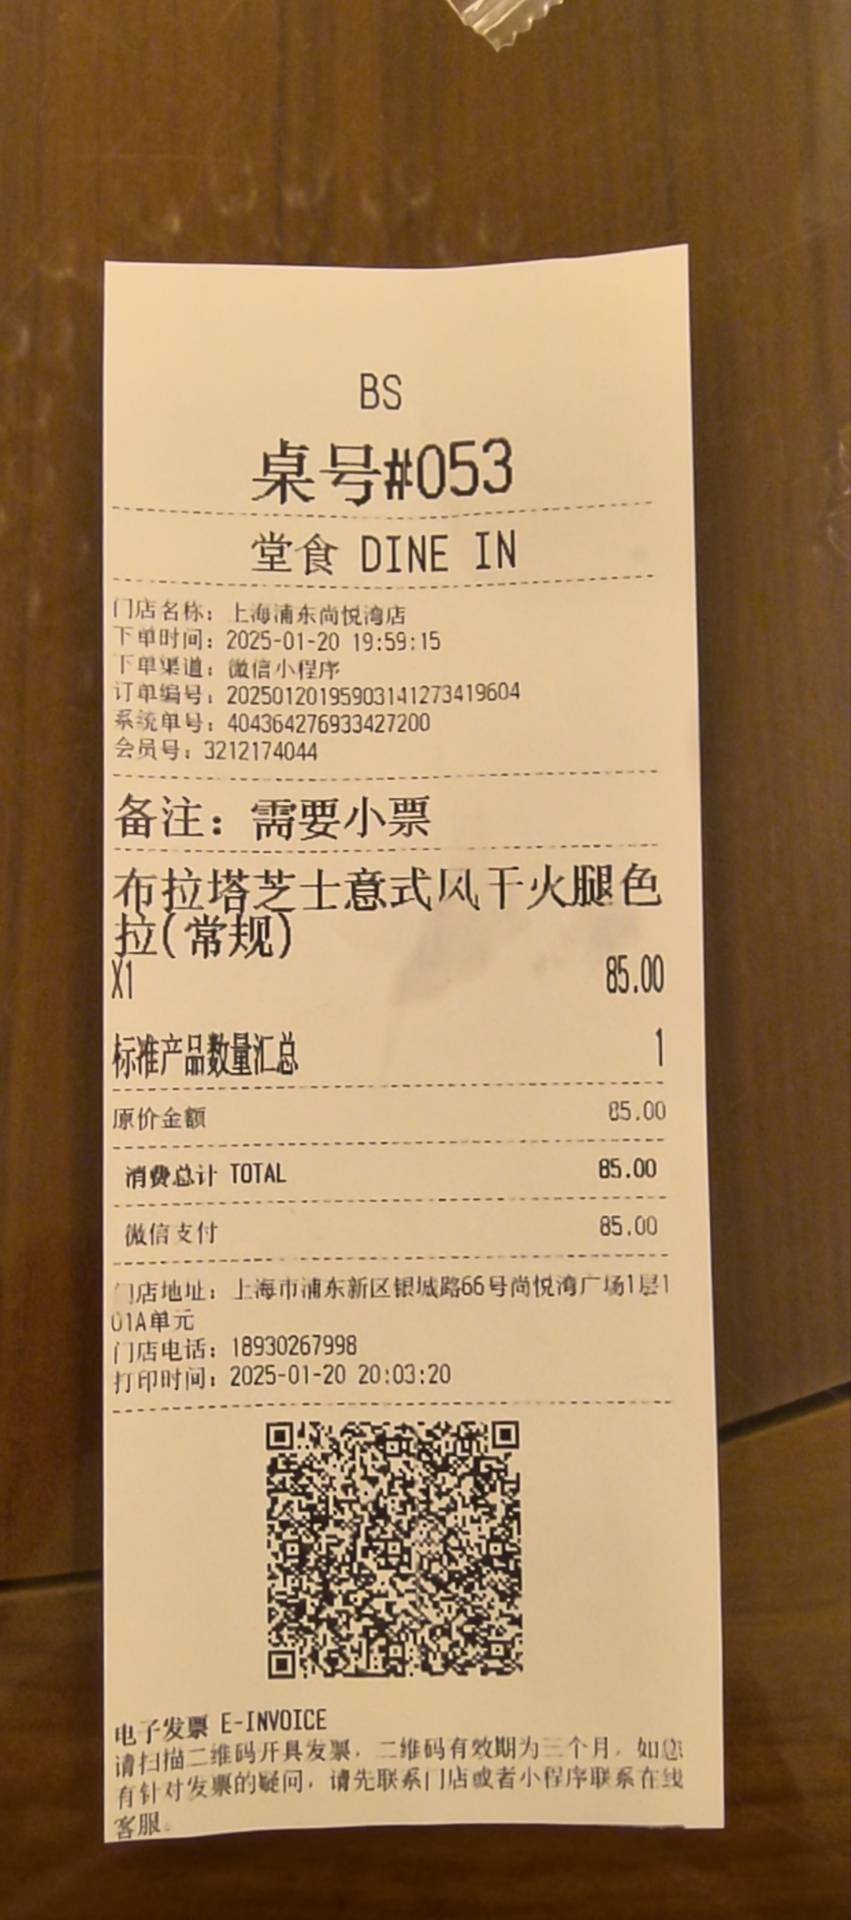 BS
桌号#053
堂食 DINE IN
门店名称：上海浦东尚悦湾店
下单时间：2025-01-20 19:59:15
下单渠道：微信小程序
订单编号：20250120195903141273419604
系统单号：404364276933427200
会员号：3212174044
备注：需要小票
布拉塔芝士意式风干火腿色
拉(常规)
X1 85.00
标准产品数量汇总 1
原价金额 85.00
消费总计 TOTAL 85.00
微信支付 85.00
门店地址：上海市浦东新区银城路66号尚悦湾广场1层1
01A单元
门店电话：18930267998
打印时间：2025-01-20 20:03:20
电子发票 E-INVOICE
请扫描二维码开具发票，二维码有效期为三个月，如您
有针对发票的疑问，请先联系门店或者小程序联系在线
客服。